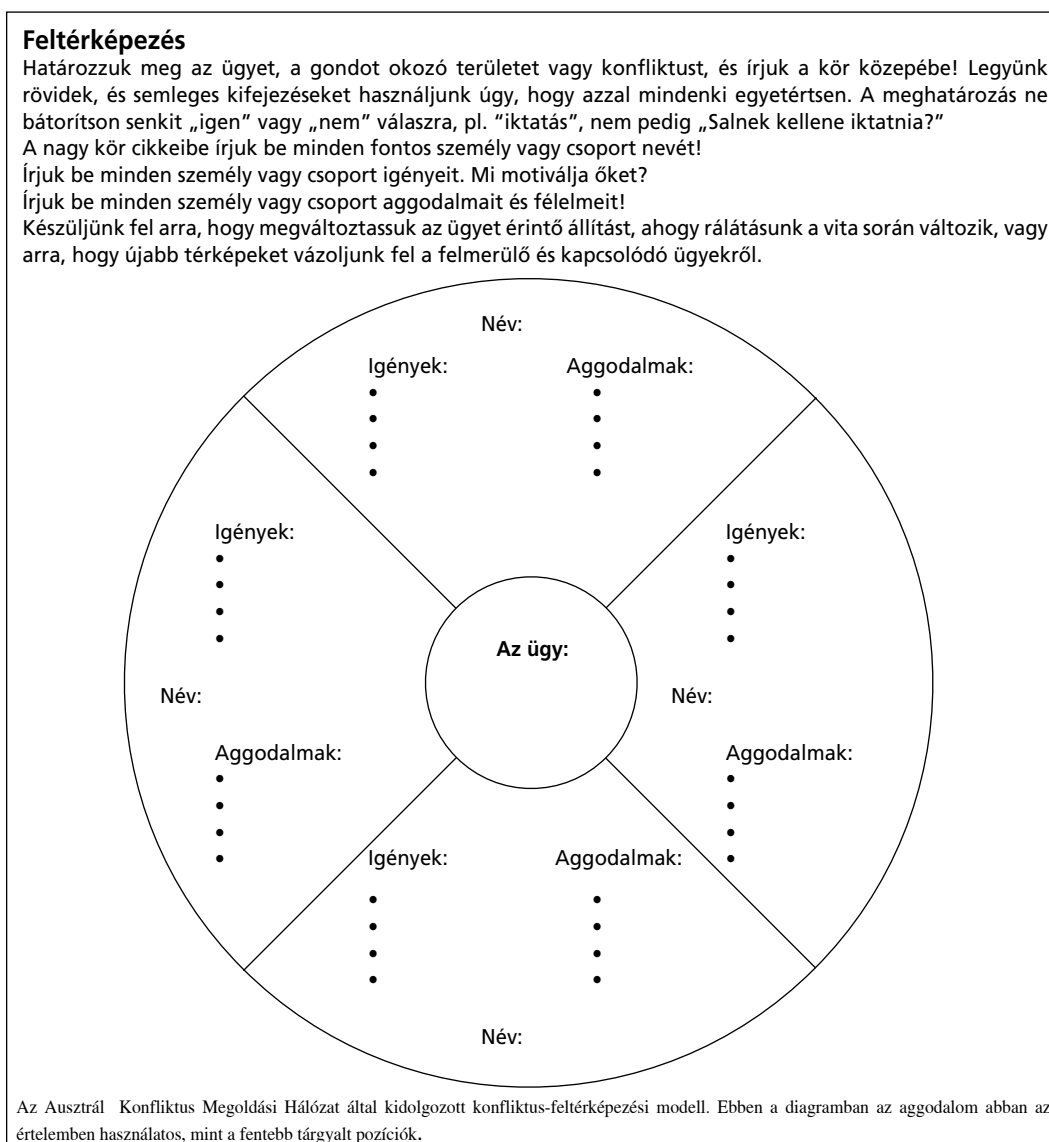 Feltérképezés
Határozzuk meg az ügyet, a gondot okozó területet vagy konfliktust, és írjuk a kör közepébe! Legyünk
rövidek, és semleges kifejezéseket használjunk úgy, hogy azzal mindenki egyetértsen. A meghatározás ne
bátorítson senkit „igen” vagy „nem” válaszra, pl. “iktatás”, nem pedig „Salnek kellene iktatnia?”
A nagy kör cikkeibe írjuk be minden fontos személy vagy csoport nevét!
Írjuk be minden személy vagy csoport igényeit. Mi motiválja őket?
Írjuk be minden személy vagy csoport aggodalmait és félelmeit!
Készüljünk fel arra, hogy megváltoztassuk az ügyet érintő állítást, ahogy rálátásunk a vita során változik, vagy
arra, hogy újabb térképeket vázoljunk fel a felmerülő és kapcsolódó ügyekről.
Név:
Igények: Aggodalmak:
•  •
•  •
•  •
•  •
Igények: Igények:
•  •
•  •
•  •
•  •
Az ügy:
Név: Név:
Aggodalmak: Aggodalmak:
•  •
•  •
•  •
•  •
Igények: Aggodalmak:
•  •
•  •
•  •
•  •
Név:
Az Ausztrál Konfliktus Megoldási Hálózat által kidolgozott konfliktus-feltérképezési modell. Ebben a diagramban az aggodalom abban az
értelemben használatos, mint a fentebb tárgyalt pozíciók.